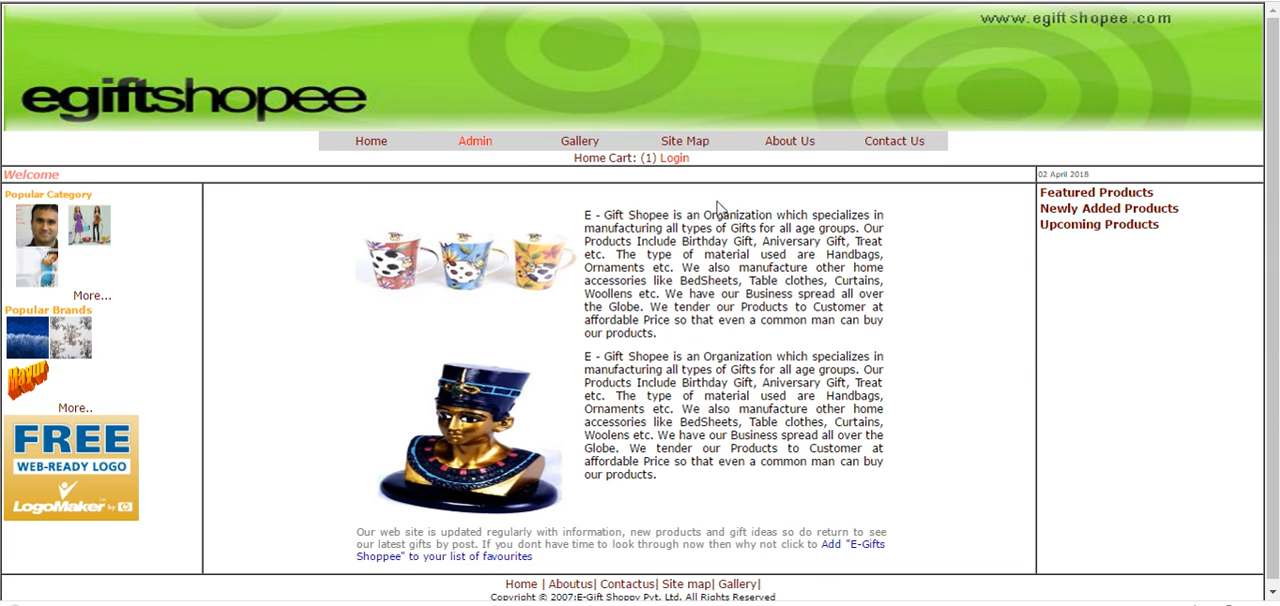 www.egiftshopee.com
egiftshopee
Home Admin Gallery Site Map About Us Contact Us
Home Cart: (1) Login
Welcome
02 April 2018
Popular Category
More...
Popular Brands
More..
FREE
WEB-READY LOGO
LogoMaker by hp
E - Gift Shopee is an Organization which specializes in
manufacturing all types of Gifts for all age groups. Our
Products Include Birthday Gift, Aniversary Gift, Treat
etc. The type of material used are Handbags,
Ornaments etc. We also manufacture other home
accessories like BedSheets, Table clothes, Curtains,
Woollens etc. We have our Business spread all over
the Globe. We tender our Products to Customer at
affordable Price so that even a common man can buy
our products.
E - Gift Shopee is an Organization which specializes in
manufacturing all types of Gifts for all age groups. Our
Products Include Birthday Gift, Aniversary Gift, Treat
etc. The type of material used are Handbags,
Ornaments etc. We also manufacture other home
accessories like BedSheets, Table clothes, Curtains,
Woolens etc. We have our Business spread all over the
Globe. We tender our Products to Customer at
affordable Price so that even a common man can buy
our products.
Our web site is updated regularly with information, new products and gift ideas so do return to see
our latest gifts by post. If you dont have time to look through now then why not click to Add "E-Gifts
Shoppee" to your list of favourites
Featured Products
Newly Added Products
Upcoming Products
Home | Aboutus| Contactus| Site map| Gallery|
Copyright © 2007:E-Gift Shoppy Pvt. Ltd. All Rights Reserved